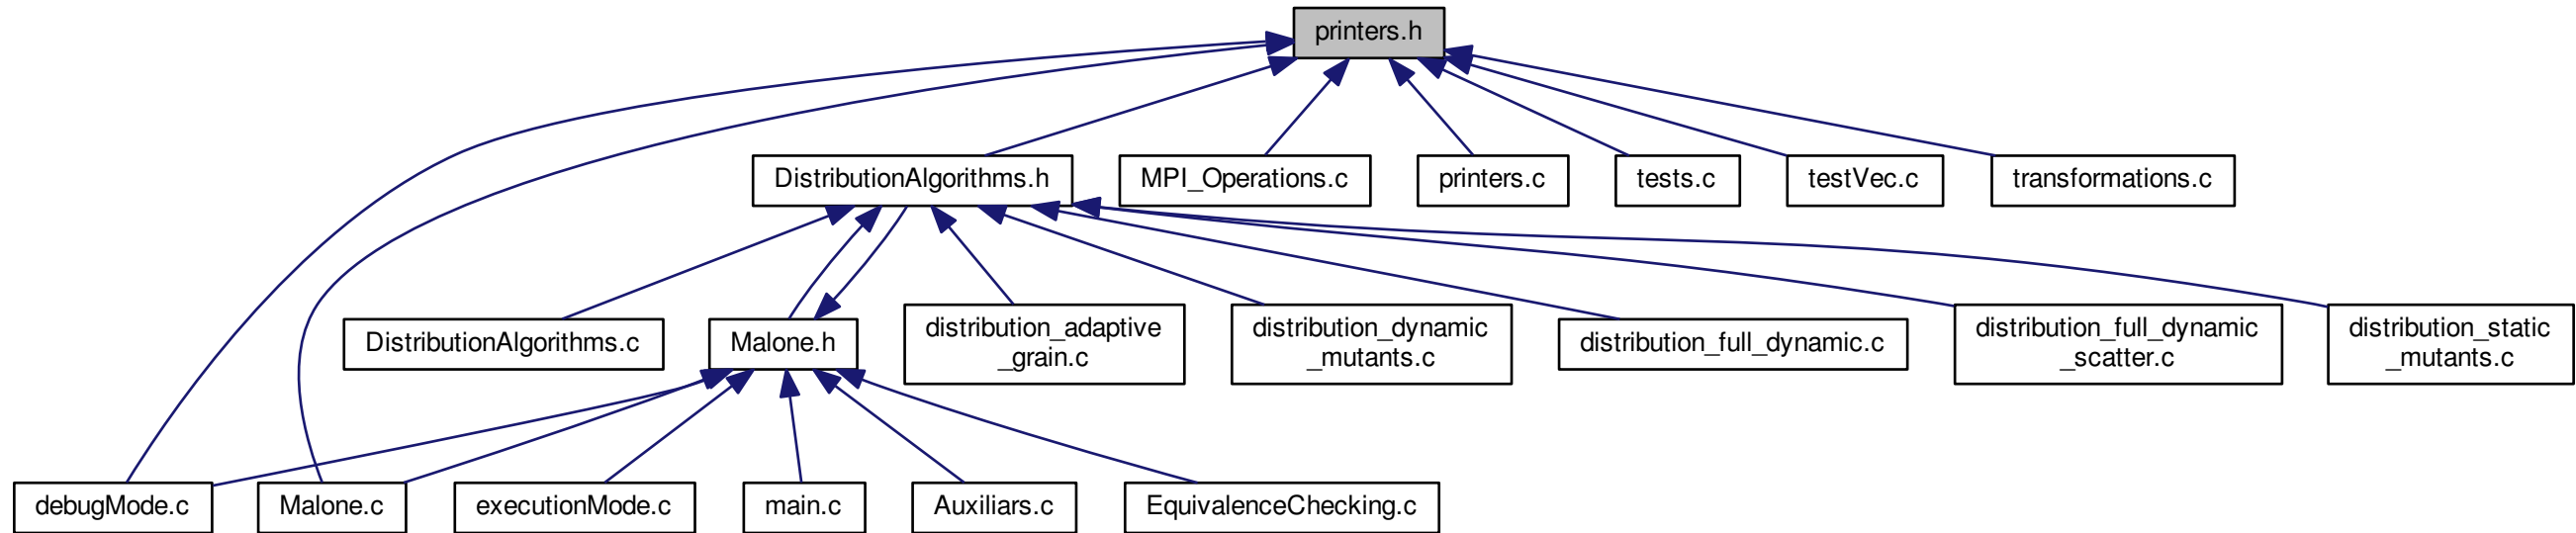 printers.h
DistributionAlgorithms.h
MPI_Operations.c
printers.c
tests.c
testVec.c
transformations.c
DistributionAlgorithms.c
Malone.h
distribution_adaptive
_grain.c
distribution_dynamic
_mutants.c
distribution_full_dynamic.c
distribution_full_dynamic
_scatter.c
distribution_static
_mutants.c
debugMode.c
Malone.c
executionMode.c
main.c
Auxiliars.c
EquivalenceChecking.c